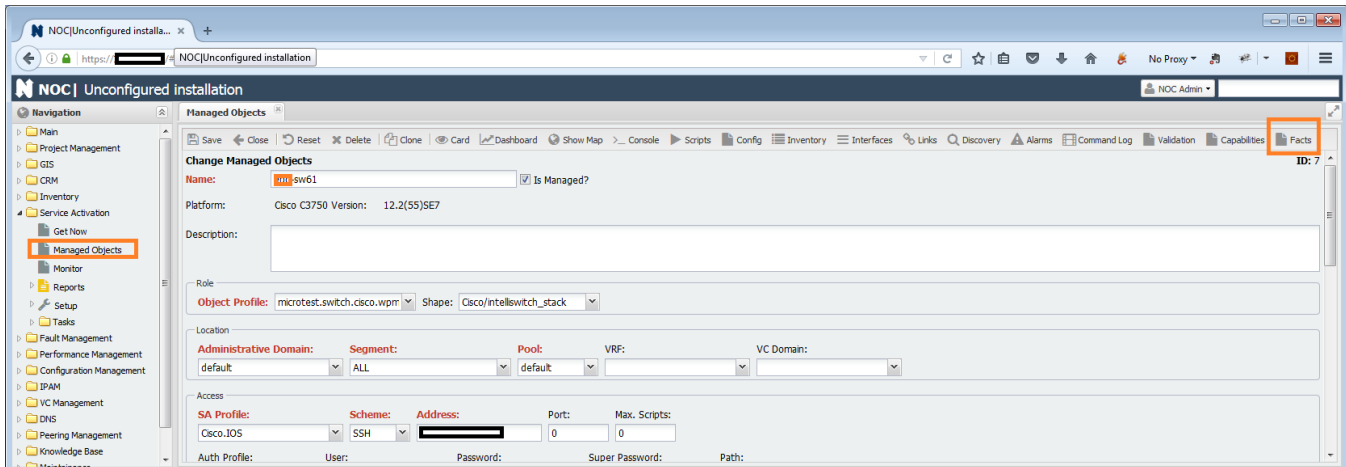 NOC|Unconfigured installa... × +
https:// /# NOC|Unconfigured installation No Proxy
NOC| Unconfigured installation NOC Admin
Navigation Managed Objects
Save Close Reset Delete Clone Card Dashboard Show Map >_ Console Scripts Config Inventory Interfaces Links Discovery Alarms Command Log Validation Capabilities Facts
Change Managed Objects ID: 7
Name: -sw61 Is Managed?
Platform: Cisco C3750 Version: 12.2(55)SE7
Description:
Role
Object Profile: microtest.switch.cisco.wpm Shape: Cisco/intelliswitch_stack
Location
Administrative Domain: Segment: Pool: VRF: VC Domain:
default ALL default
Access
SA Profile: Scheme: Address: Port: Max. Scripts:
Cisco.IOS SSH 0 0
Auth Profile: User: Password: Super Password: Path:
Main
Project Management
GIS
CRM
Inventory
Service Activation
Get Now
Managed Objects
Monitor
Reports
Setup
Tasks
Fault Management
Performance Management
Configuration Management
IPAM
VC Management
DNS
Peering Management
Knowledge Base
Maintainance